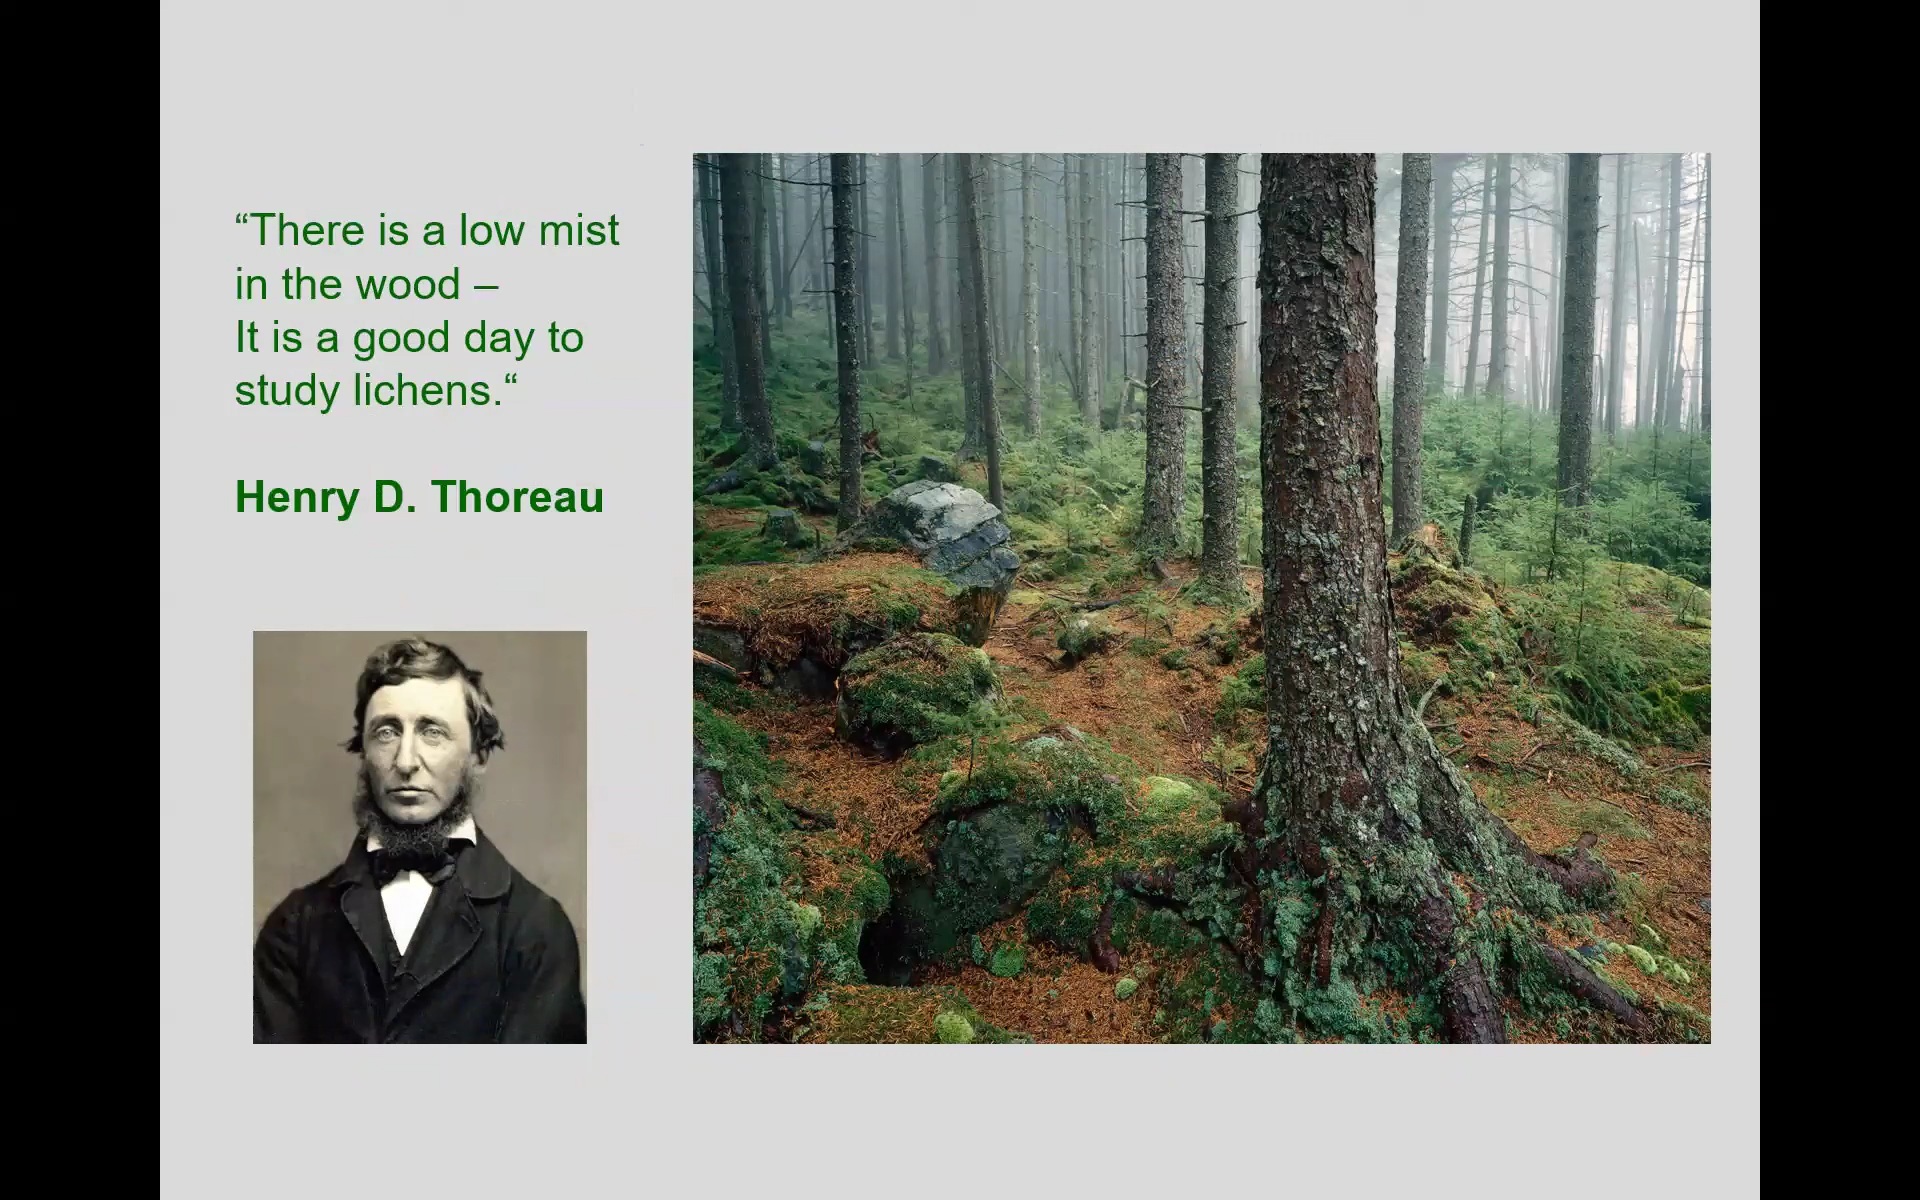 “There is a low mist
in the wood –
It is a good day to
study lichens.“
Henry D. Thoreau